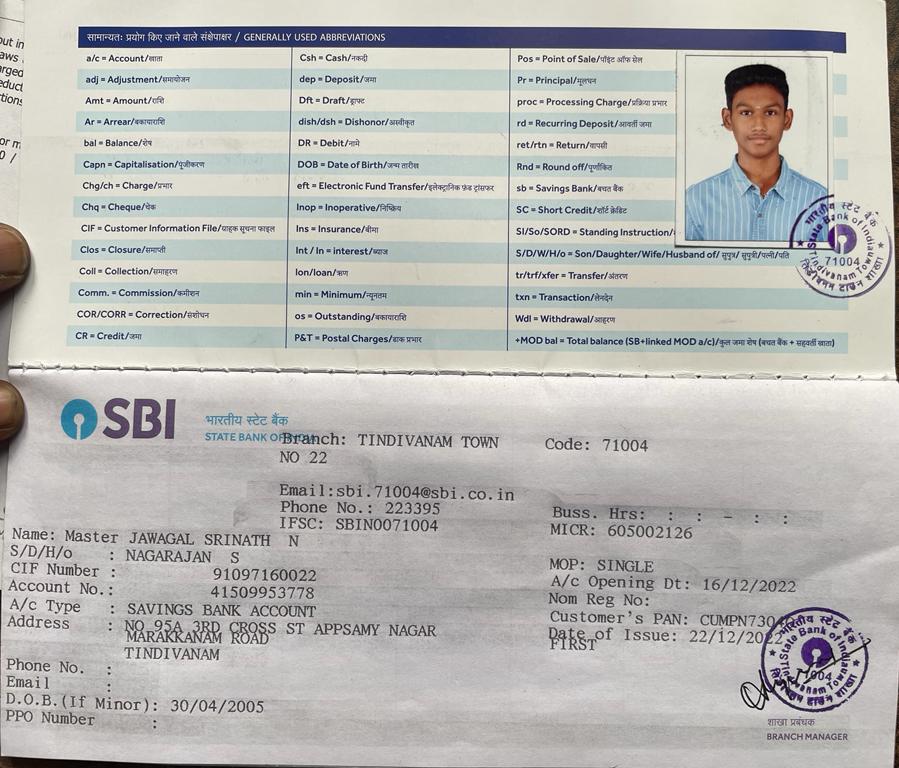 सामान्यतः प्रयोग किए जाने वाले संक्षेपाक्षर / GENERALLY USED ABBREVIATIONS
a/c = Account/खाता
adj = Adjustment/समायोजन
Amt = Amount/राशि
Ar = Arrear/बकायाराशि
bal = Balance/शेष
Capn = Capitalisation/पूंजीकरण
Chg/ch = Charge/प्रभार
Chq = Cheque/चेक
CIF = Customer Information File/ग्राहक सूचना फाइल
Clos = Closure/समाप्ति
Coll = Collection/समाहरण
Comm. = Commission/कमीशन
COR/CORR = Correction/संशोधन
CR = Credit/जमा
Csh = Cash/नकदी
dep = Deposit/जमा
Dft = Draft/ड्राफ्ट
dish/dsh = Dishonor/अस्वीकृत
DR = Debit/नामे
DOB = Date of Birth/जन्म तारीख
eft = Electronic Fund Transfer/इलेक्ट्रानिक फ़ंड ट्रांसफर
Inop = Inoperative/निष्क्रिय
Ins = Insurance/बीमा
Int / In = interest/ब्याज
lon/loan/ऋण
min = Minimum/न्यूनतम
os = Outstanding/बकायाराशि
P&T = Postal Charges/डाक प्रभार
Pos = Point of Sale/पॉइंट ऑफ सेल
Pr = Principal/मूलधन
proc = Processing Charge/प्रक्रिया प्रभार
rd = Recurring Deposit/आवर्ती जमा
ret/rtn = Return/वापसी
Rnd = Round off/पूर्णांकित
sb = Savings Bank/बचत बैंक
SC = Short Credit/शॉर्ट क्रेडिट
SI/So/SORD = Standing Instruction/
S/D/W/H/o = Son/Daughter/Wife/Husband of/ सुपुत्र/ सुपुत्री/पत्नी/पति
tr/trf/xfer = Transfer/अंतरण
txn = Transaction/लेनदेन
Wdl = Withdrawal/आहरण
+MOD bal = Total balance (SB+linked MOD a/c)/कुल जमा शेष (बचत बैंक + सहवर्ती खाता)
भारतीय स्टेट बैंक
State Bank of India
71004
Tindivanam Town
SBI
भारतीय स्टेट बैंक
STATE BANK OF
Branch: TINDIVANAM TOWN
Code: 71004
NO 22
Email:sbi.71004@sbi.co.in
Phone No.: 223395
Buss. Hrs: : : - : :
IFSC: SBIN0071004
MICR: 605002126
Name: Master JAWAGAL SRINATH N
S/D/H/o : NAGARAJAN S
MOP: SINGLE
CIF Number : 91097160022
A/c Opening Dt: 16/12/2022
Account No.: 41509953778
Nom Reg No:
A/c Type : SAVINGS BANK ACCOUNT
Customer's PAN: CUMPN730
Address : NO 95A 3RD CROSS ST APPSAMY NAGAR
Date of Issue: 22/12/2022
MARAKKANAM ROAD
FIRST
TINDIVANAM
Phone No. :
Email :
D.O.B.(If Minor): 30/04/2005
PPO Number :
भारतीय स्टेट बैंक
State Bank of India
71004
Tindivanam Town
शाखा प्रबंधक
BRANCH MANAGER